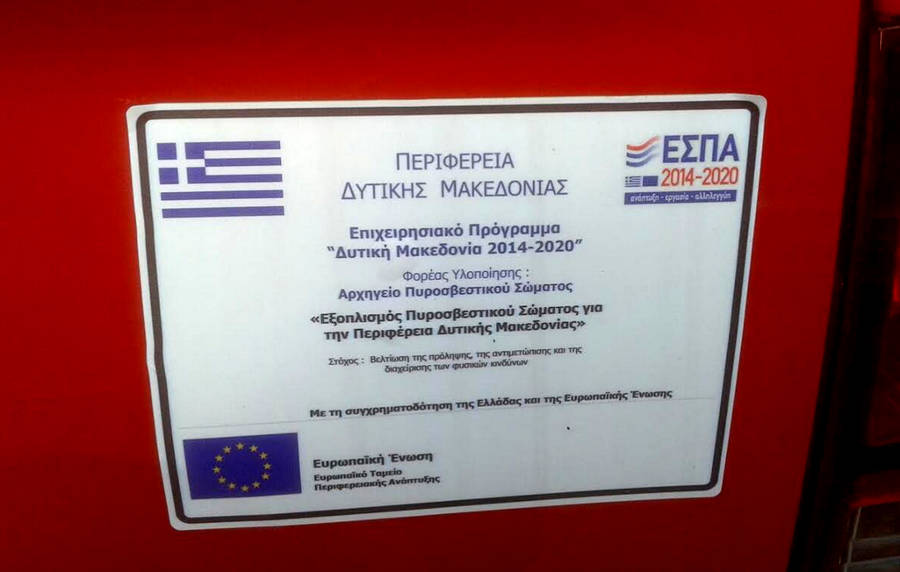 ΠΕΡΙΦΕΡΕΙΑ
ΔΥΤΙΚΗΣ ΜΑΚΕΔΟΝΙΑΣ
ΕΣΠΑ
2014-2020
ανάπτυξη - εργασία - αλληλεγγύη
Επιχειρησιακό Πρόγραμμα
“Δυτική Μακεδονία 2014-2020”
Φορέας Υλοποίησης :
Αρχηγείο Πυροσβεστικού Σώματος
«Εξοπλισμός Πυροσβεστικού Σώματος για
την Περιφέρεια Δυτικής Μακεδονίας»
Στόχος : Βελτίωση της πρόληψης, της αντιμετώπισης και της
διαχείρισης των φυσικών κινδύνων
Με τη συγχρηματοδότηση της Ελλάδας και της Ευρωπαϊκής Ένωσης
Ευρωπαϊκή Ένωση
Ευρωπαϊκό Ταμείο
Περιφερειακής Ανάπτυξης